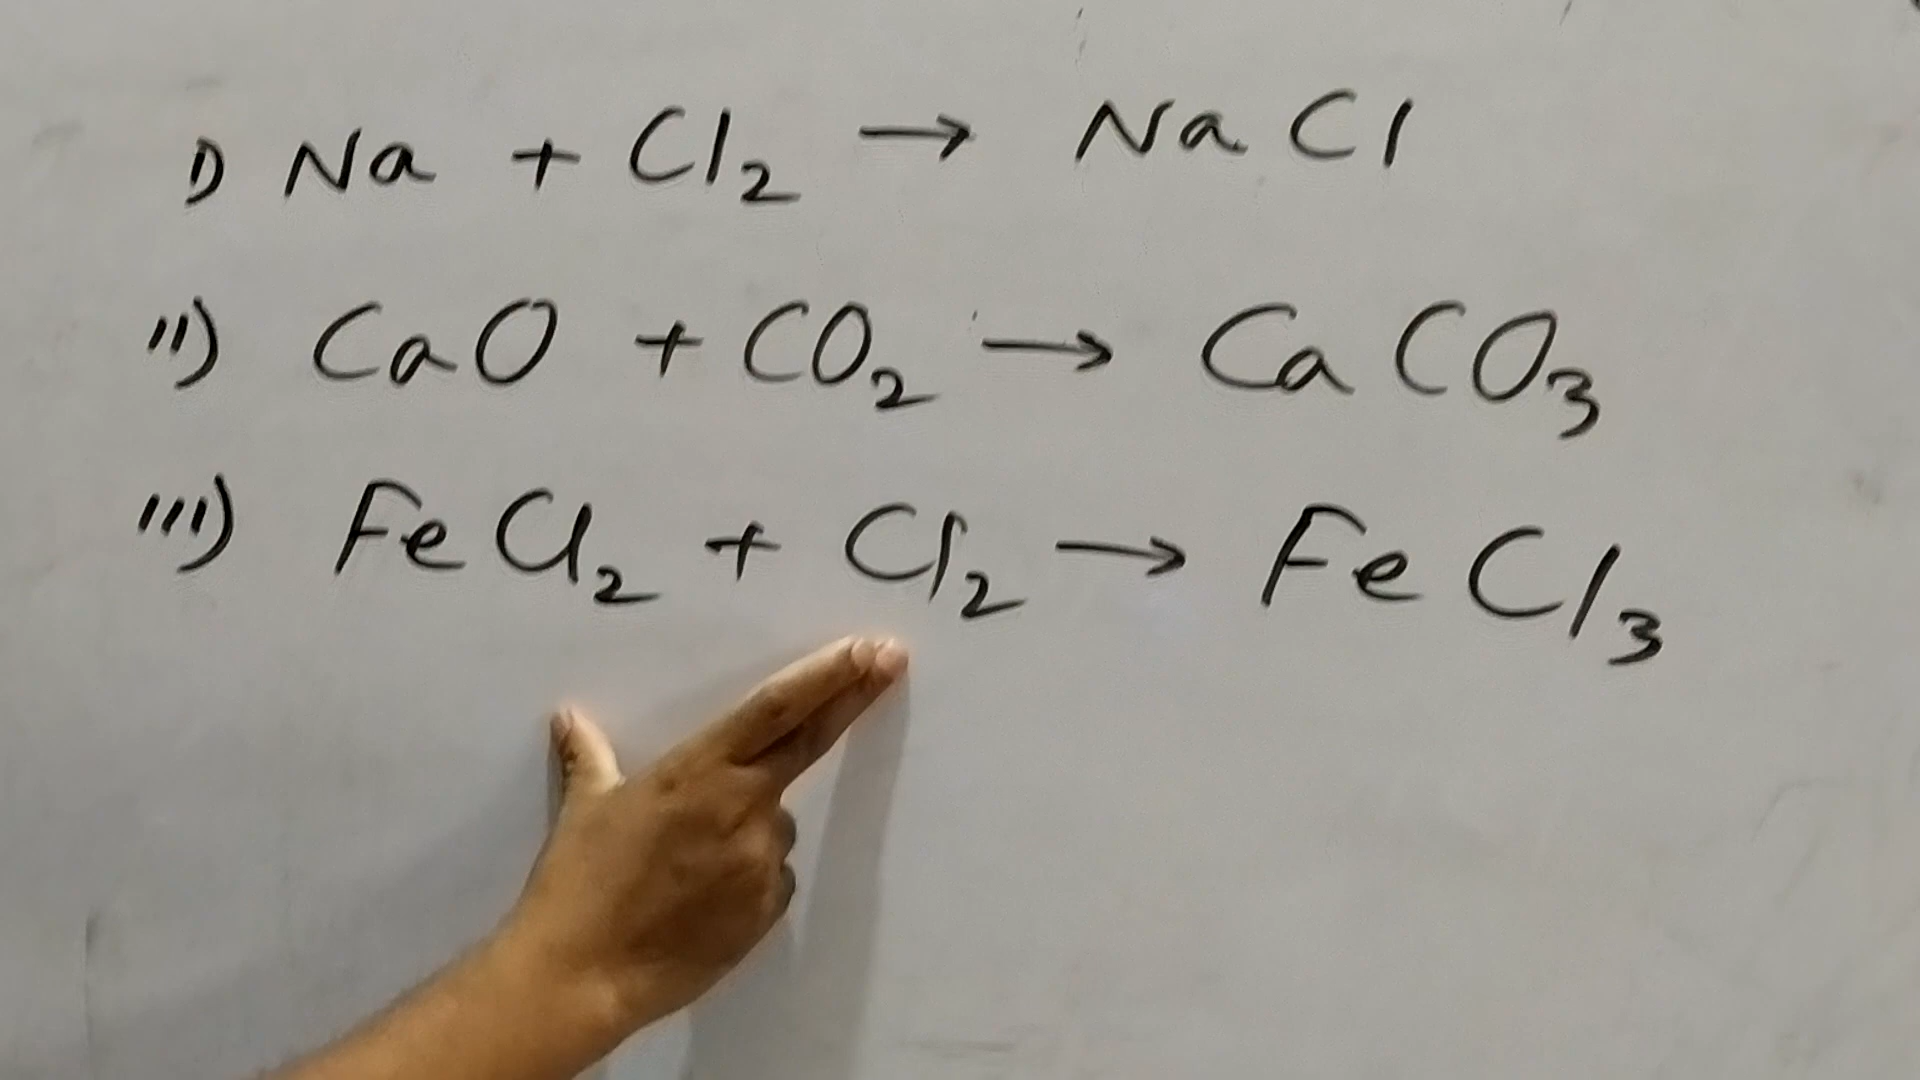 I) Na + Cl₂ → NaCl
II) CaO + CO₂ → CaCO₃
III) FeCl₂ + Cl₂ → FeCl₃